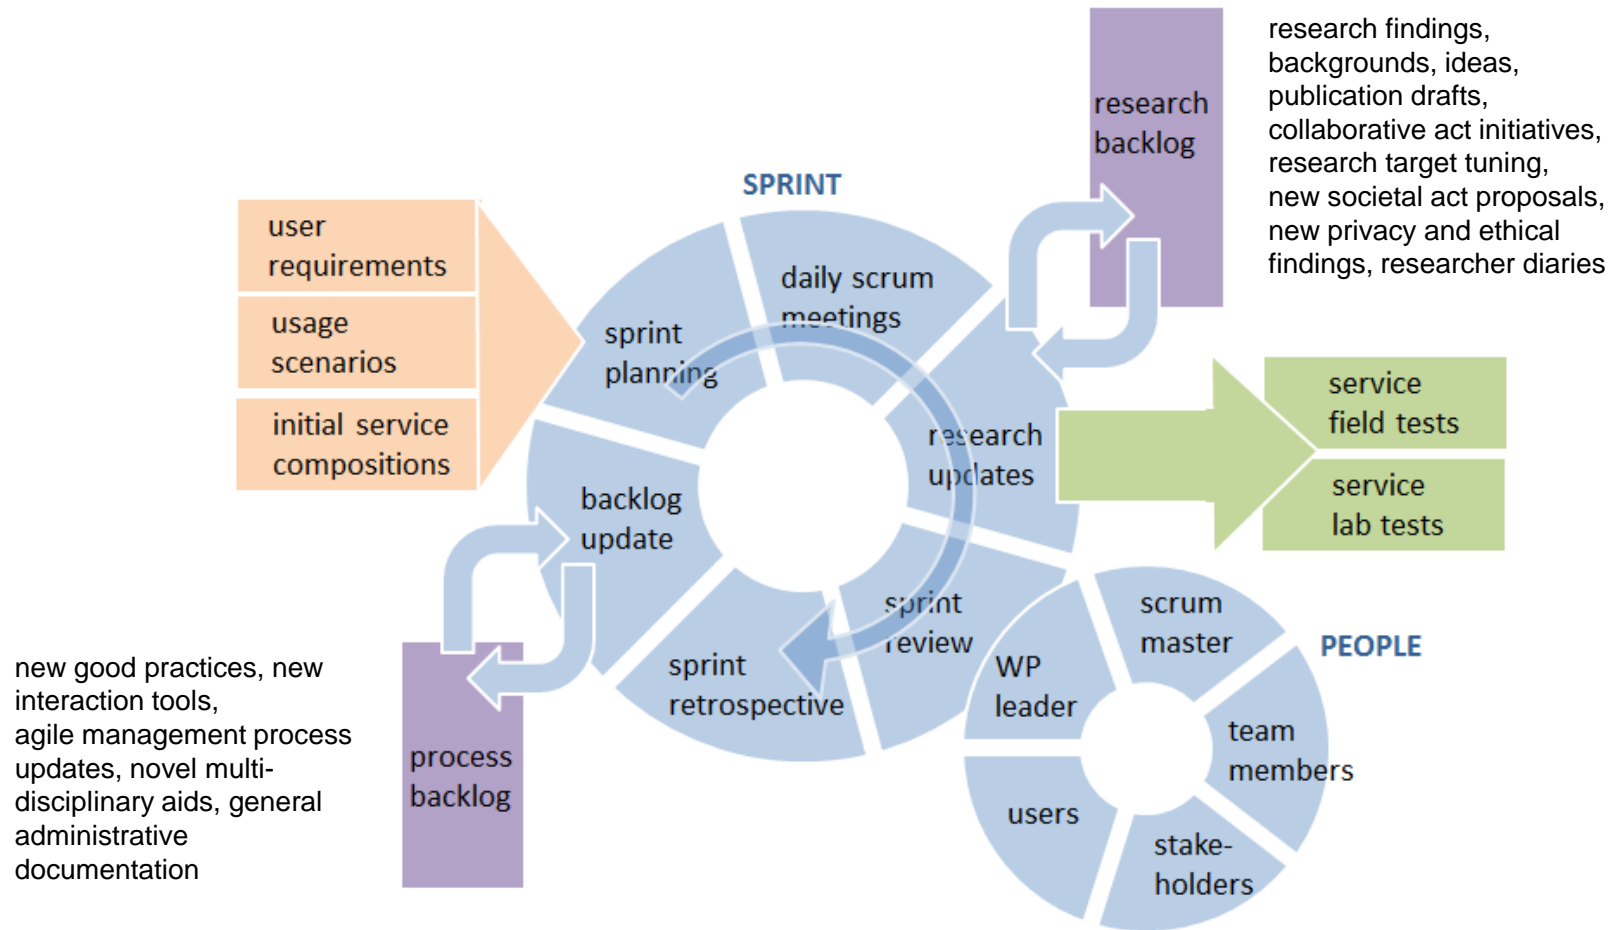 research findings,
backgrounds, ideas,
publication drafts,
collaborative act initiatives,
research target tuning,
new societal act proposals,
new privacy and ethical
findings, researcher diaries
research
backlog
SPRINT
user
requirements
usage
scenarios
initial service
compositions
sprint
planning
daily scrum
meetings
research
updates
sprint
review
sprint
retrospective
backlog
update
service
field tests
service
lab tests
PEOPLE
scrum
master
team
members
stake-
holders
users
WP
leader
process
backlog
new good practices, new
interaction tools,
agile management process
updates, novel multi-
disciplinary aids, general
administrative
documentation